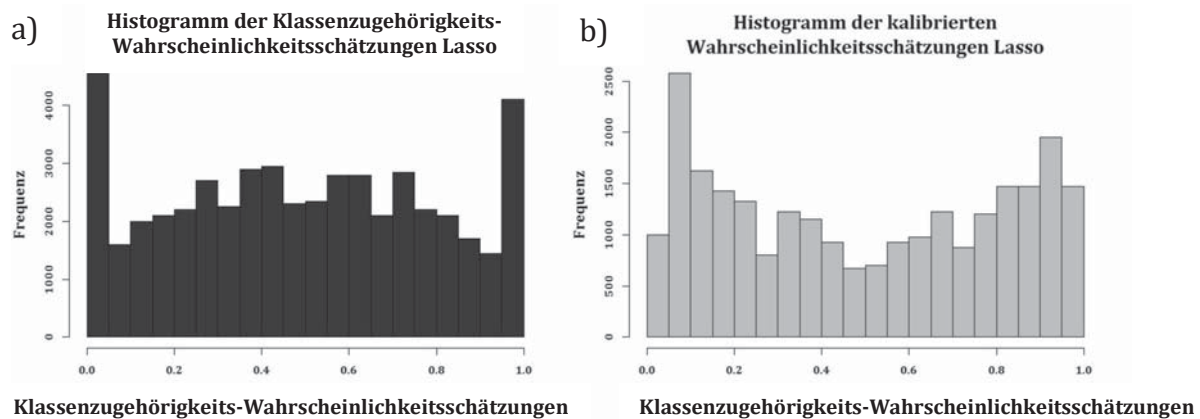 a)
Histogramm der Klassenzugehörigkeits-
Wahrscheinlichkeitsschätzungen Lasso
Frequenz
4000
3000
2000
1000
0
0.0 0.2 0.4 0.6 0.8 1.0
Klassenzugehörigkeits-Wahrscheinlichkeitsschätzungen
b)
Histogramm der kalibrierten
Wahrscheinlichkeitsschätzungen Lasso
Frequenz
2500
2000
1500
1000
500
0
0.0 0.2 0.4 0.6 0.8 1.0
Klassenzugehörigkeits-Wahrscheinlichkeitsschätzungen